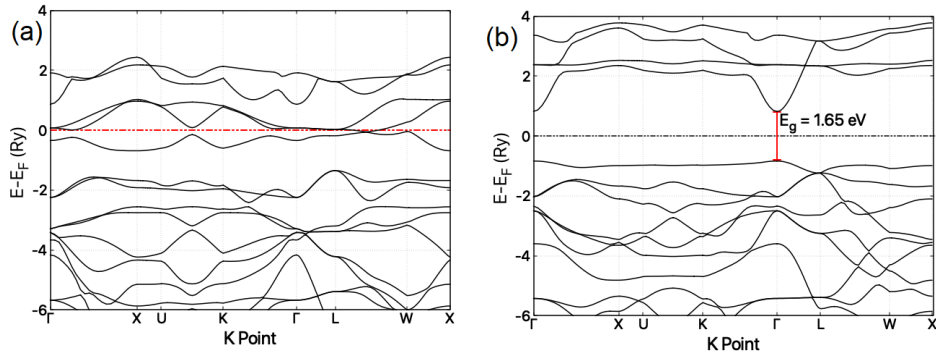 (a)
4
2
0
-2
-4
-6
E-E_F (Ry)
Γ X U K Γ L W X
K Point
(b)
4
2
0
-2
-4
-6
E-E_F (Ry)
E_g = 1.65 eV
Γ X U K Γ L W X
K Point